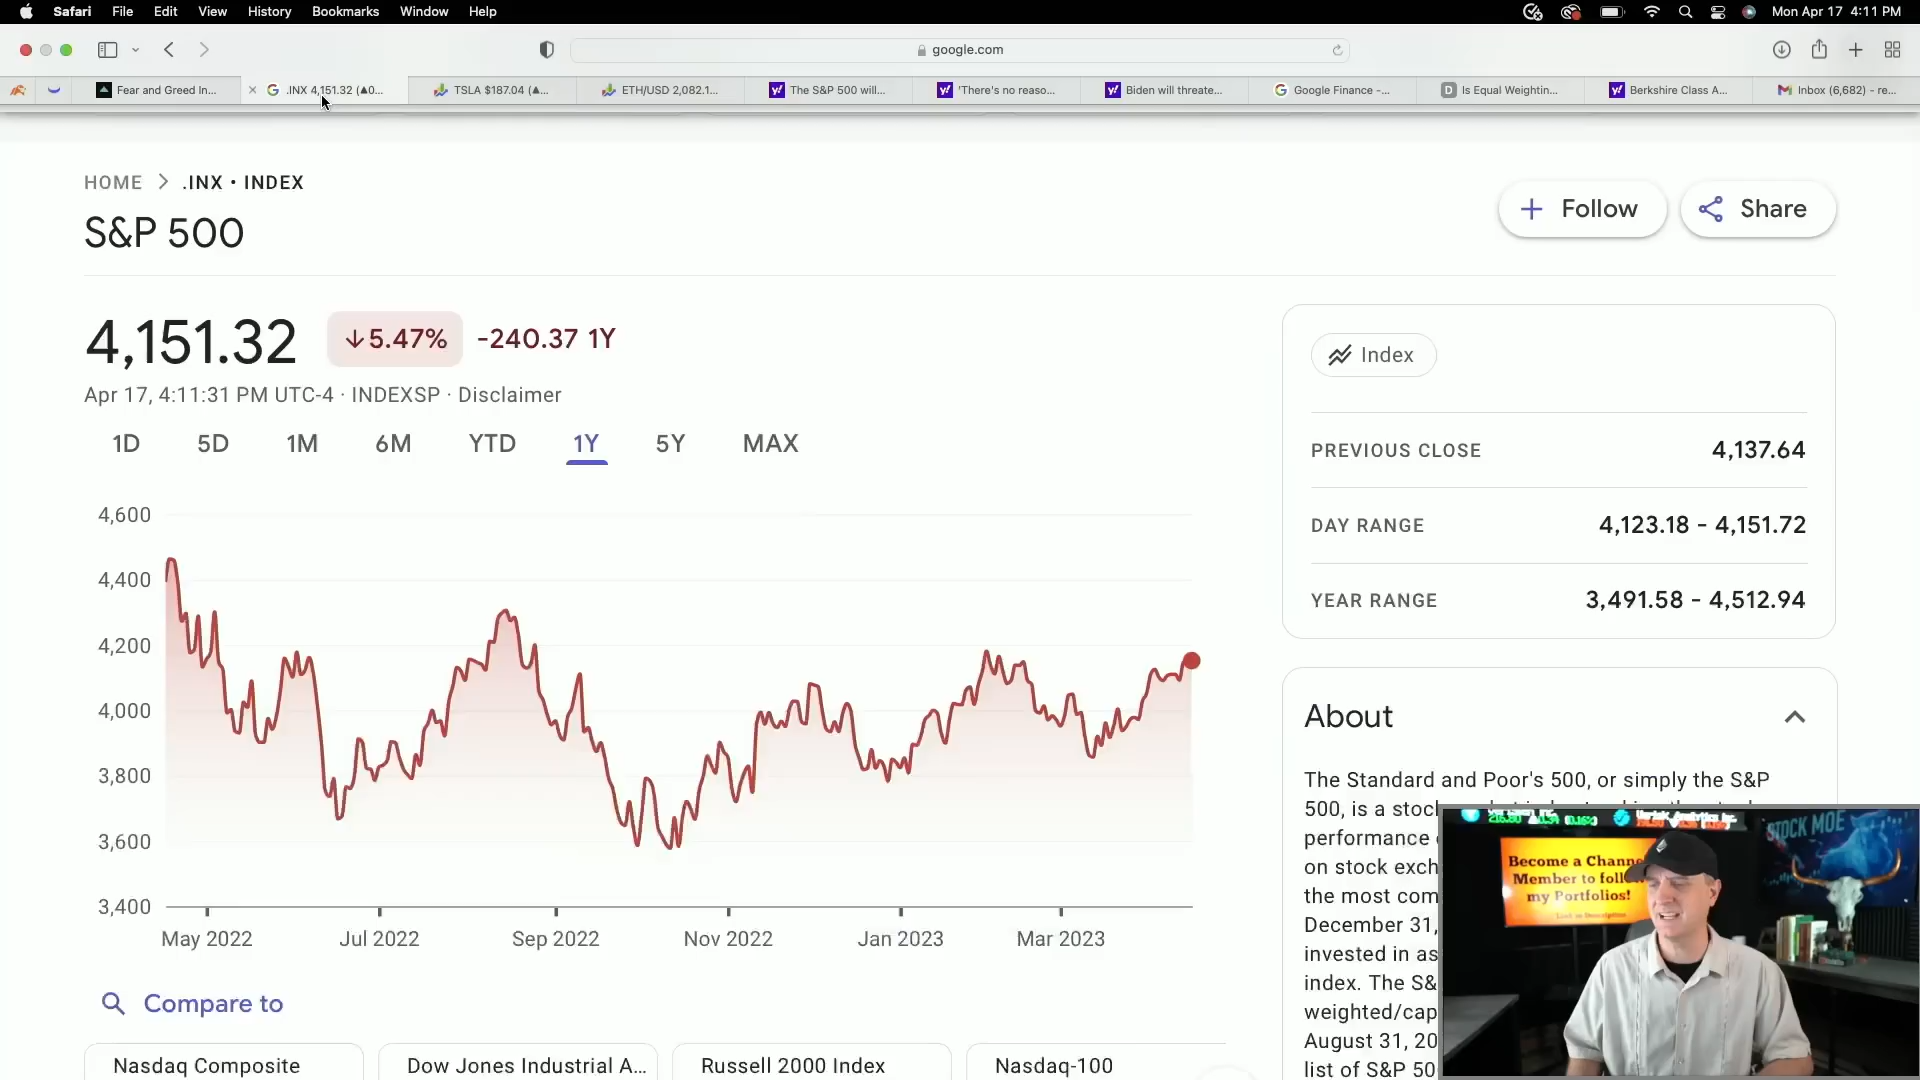 Safari File Edit View History Bookmarks Window Help Mon Apr 17 4:11 PM
google.com
Fear and Greed In... .INX 4,151.32 (▲0... TSLA $187.04 (▲... ETH/USD 2,082.1... The S&P 500 will... 'There's no reaso... Biden will threate... Google Finance -... Is Equal Weightin... Berkshire Class A... Inbox (6,682) - re...
HOME > .INX • INDEX
S&P 500
+ Follow
Share
4,151.32 ↓5.47% -240.37 1Y
Apr 17, 4:11:31 PM UTC-4 · INDEXSP · Disclaimer
1D 5D 1M 6M YTD 1Y 5Y MAX
4,600
4,400
4,200
4,000
3,800
3,600
3,400
May 2022 Jul 2022 Sep 2022 Nov 2022 Jan 2023 Mar 2023
Compare to
Nasdaq Composite Dow Jones Industrial A... Russell 2000 Index Nasdaq-100
Index
PREVIOUS CLOSE 4,137.64
DAY RANGE 4,123.18 - 4,151.72
YEAR RANGE 3,491.58 - 4,512.94
About
The Standard and Poor's 500, or simply the S&P
500, is a stoc
performance
on stock exch
the most com
December 31,
invested in as
index. The S&
weighted/cap
August 31, 20
list of S&P 50
STOCK MOE
Become a Chann
Member to foll
my Portfolios!